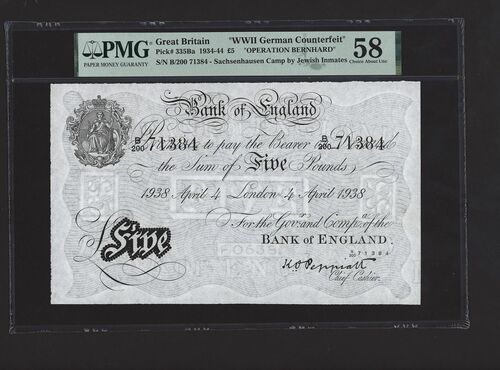 PMG
PAPER MONEY GUARANTY
Great Britain "WWII German Counterfeit"
Pick# 335Ba 1934-44 £5 "OPERATION BERNHARD"
S/N B/200 71384 - Sachsenhausen Camp by Jewish Inmates
58
Choice About Unc
Bank of England
B/200 71384 B/200 71384
to pay the Bearer
the Sum of Five Pounds
1938 April 4 London 4 April 1938
For the Govr. and Compa. of the
BANK OF ENGLAND.
B/200 71384
£Five
K.O. Peppiatt
Chief Cashier.